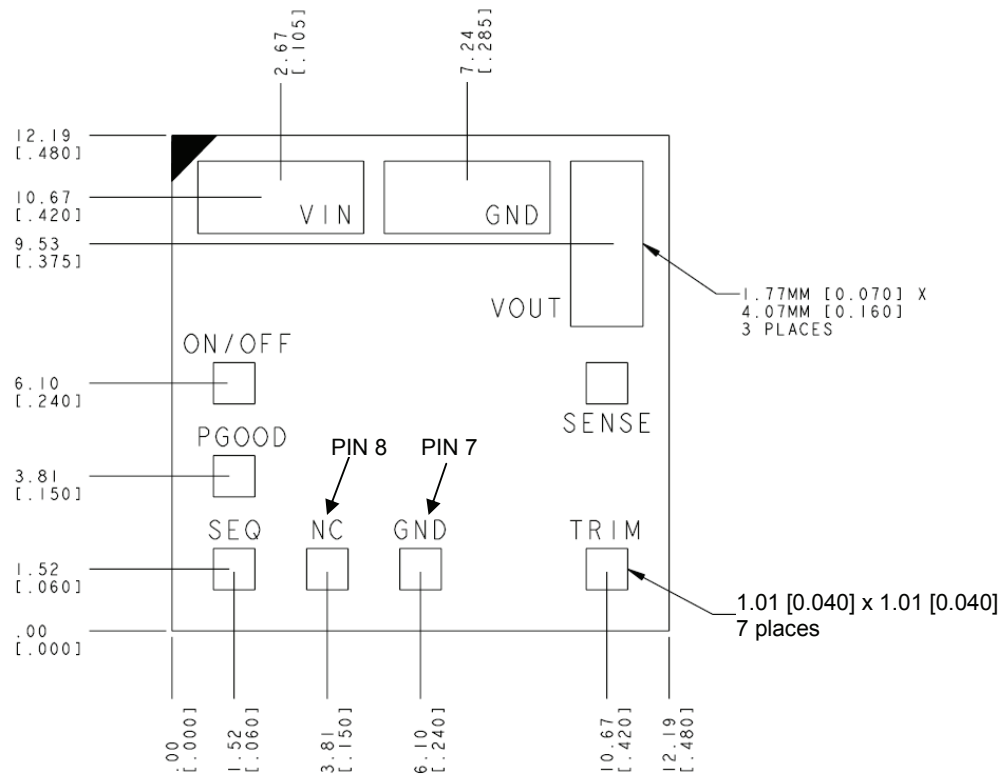 2.67
[.105]
7.24
[.285]
12.19
[.480]
10.67
[.420]
VIN
GND
9.53
[.375]
1.77MM [0.070] X
4.07MM [0.160]
3 PLACES
VOUT
ON/OFF
6.10
[.240]
SENSE
PGOOD
PIN 8
PIN 7
3.81
[.150]
SEQ
NC
GND
TRIM
1.52
[.060]
1.01 [0.040] x 1.01 [0.040]
7 places
.00
[.000]
.00
[.000]
1.52
[.060]
3.81
[.150]
6.10
[.240]
10.67
[.420]
12.19
[.480]